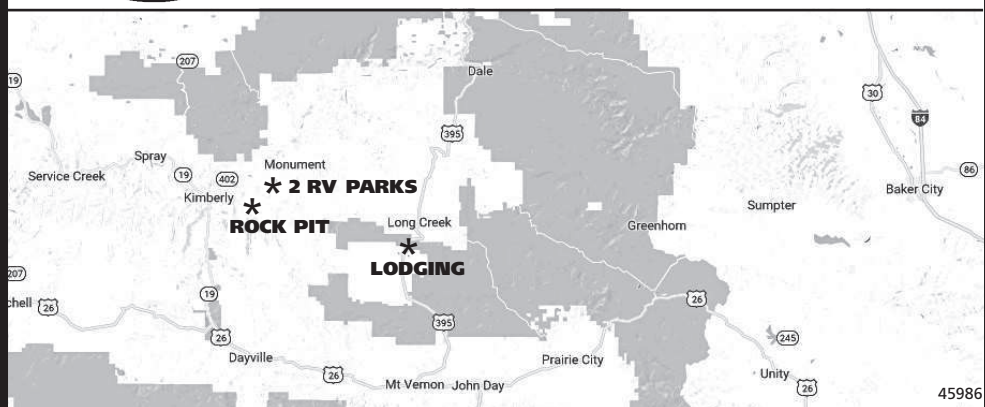 207
19
Dale
30
395
84
Spray
Monument
19
402
Service Creek
* 2 RV PARKS
86
Baker City
Kimberly
*
Sumpter
ROCK PIT
Long Creek
Greenhorn
*
LODGING
207
19
26
chell
26
395
26
245
Dayville
Prairie City
26
Unity
Mt Vernon
John Day
26
45986